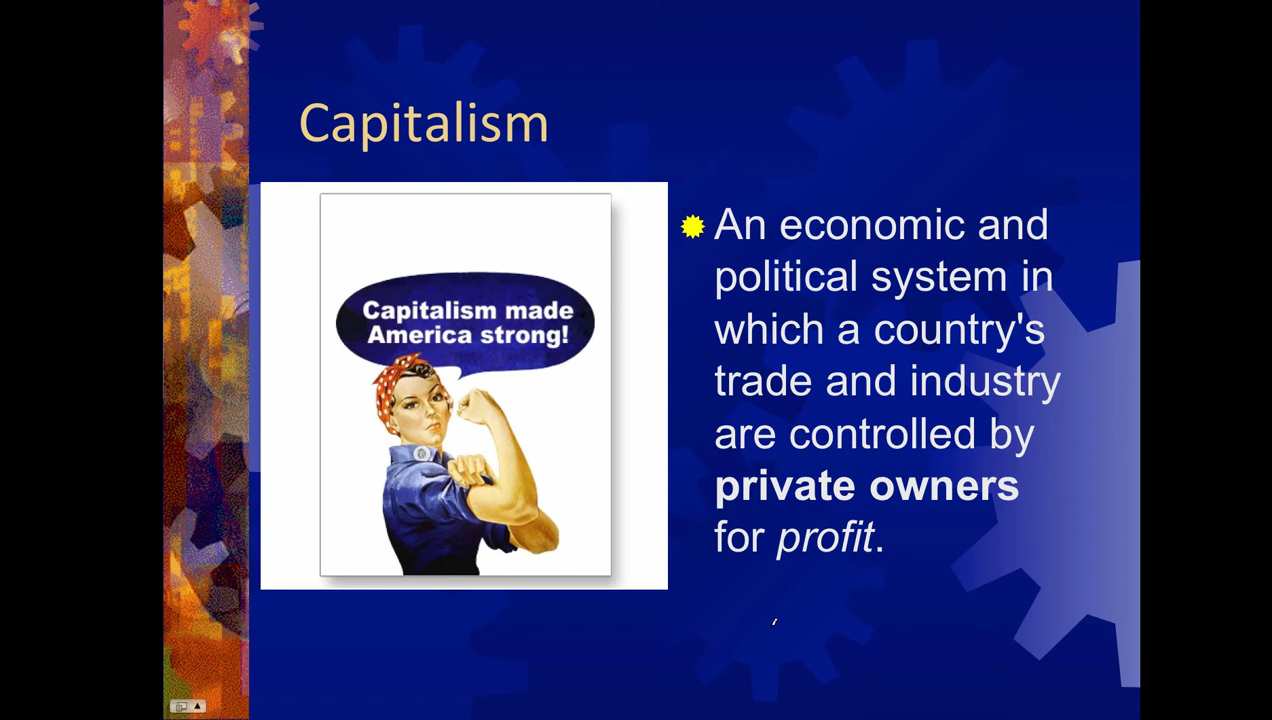 Capitalism
Capitalism made
America strong!
An economic and
political system in
which a country's
trade and industry
are controlled by
private owners
for profit.